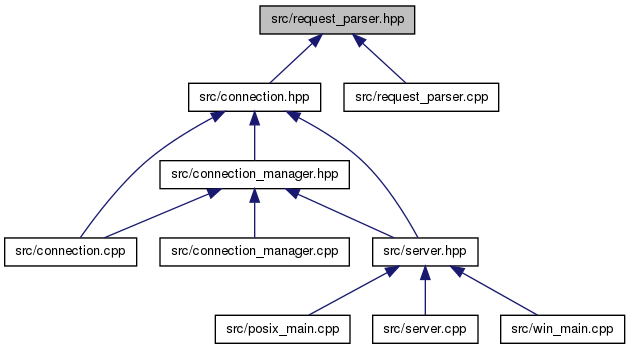 src/request_parser.hpp
src/connection.hpp
src/request_parser.cpp
src/connection_manager.hpp
src/connection.cpp
src/connection_manager.cpp
src/server.hpp
src/posix_main.cpp
src/server.cpp
src/win_main.cpp